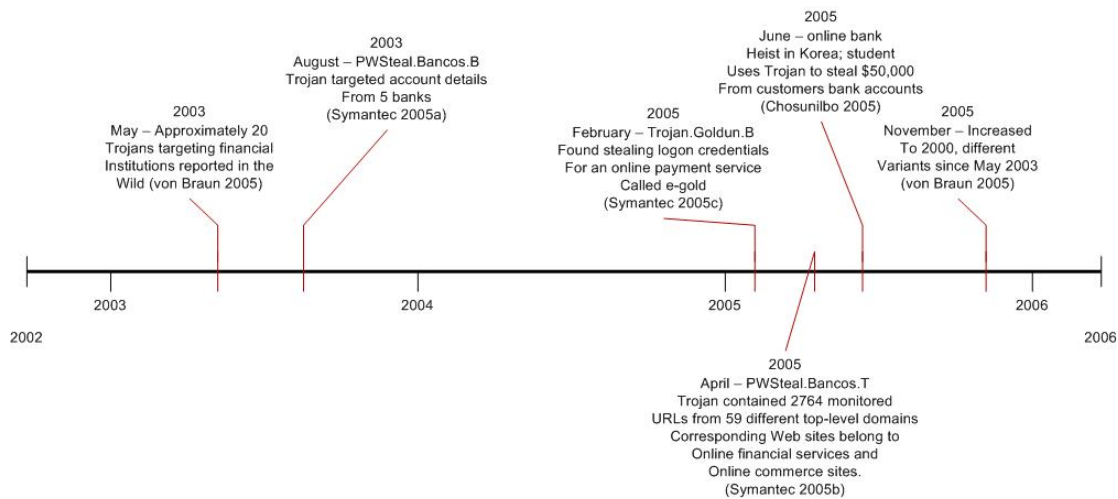 2003
May – Approximately 20
Trojans targeting financial
Institutions reported in the
Wild (von Braun 2005)
2003
August – PWSteal.Bancos.B
Trojan targeted account details
From 5 banks
(Symantec 2005a)
2005
February – Trojan.Goldun.B
Found stealing logon credentials
For an online payment service
Called e-gold
(Symantec 2005c)
2005
June – online bank
Heist in Korea; student
Uses Trojan to steal $50,000
From customers bank accounts
(Chosunilbo 2005)
2005
November – Increased
To 2000, different
Variants since May 2003
(von Braun 2005)
2003
2004
2005
2006
2002
2006
2005
April – PWSteal.Bancos.T
Trojan contained 2764 monitored
URLs from 59 different top-level domains
Corresponding Web sites belong to
Online financial services and
Online commerce sites.
(Symantec 2005b)